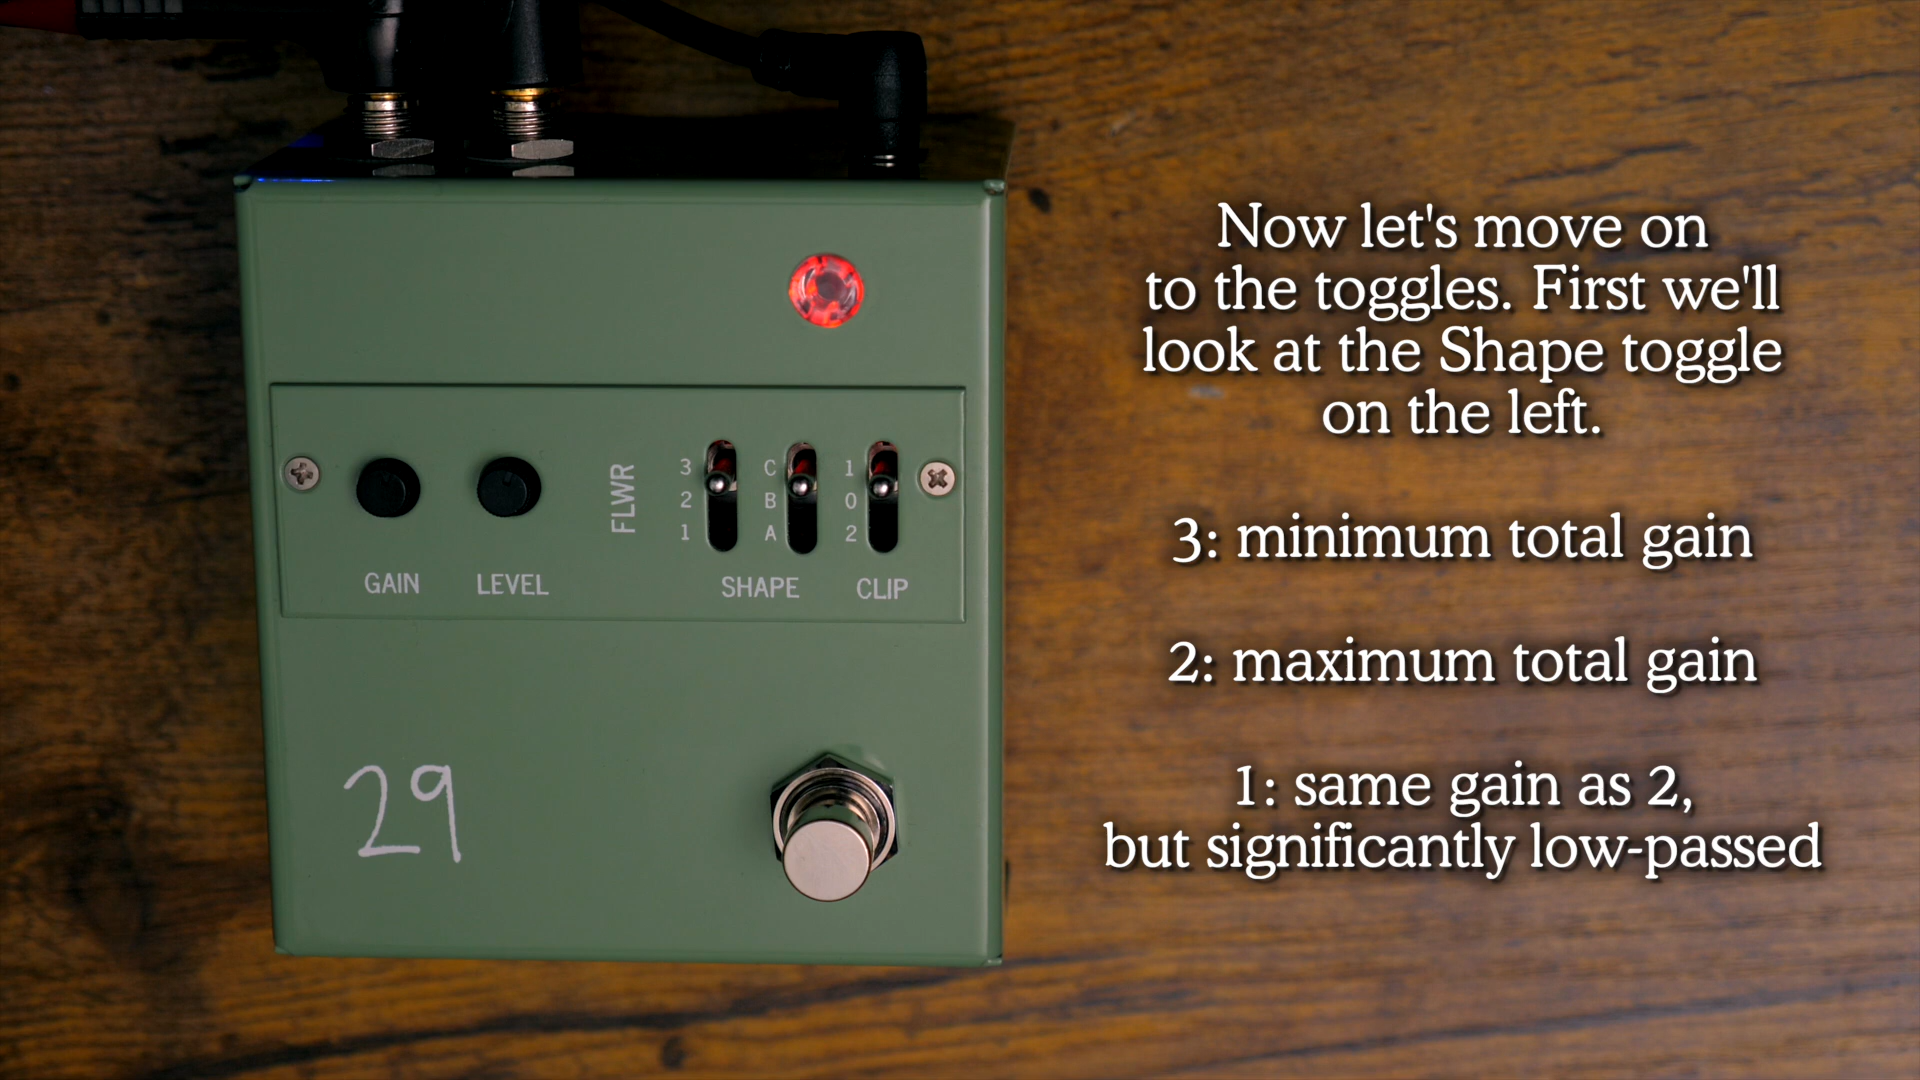 Now let's move on
to the toggles. First we'll
look at the Shape toggle
on the left.
3: minimum total gain
2: maximum total gain
1: same gain as 2,
but significantly low-passed
FLWR
3 C 1
2 B 0
1 A 2
GAIN LEVEL SHAPE CLIP
29